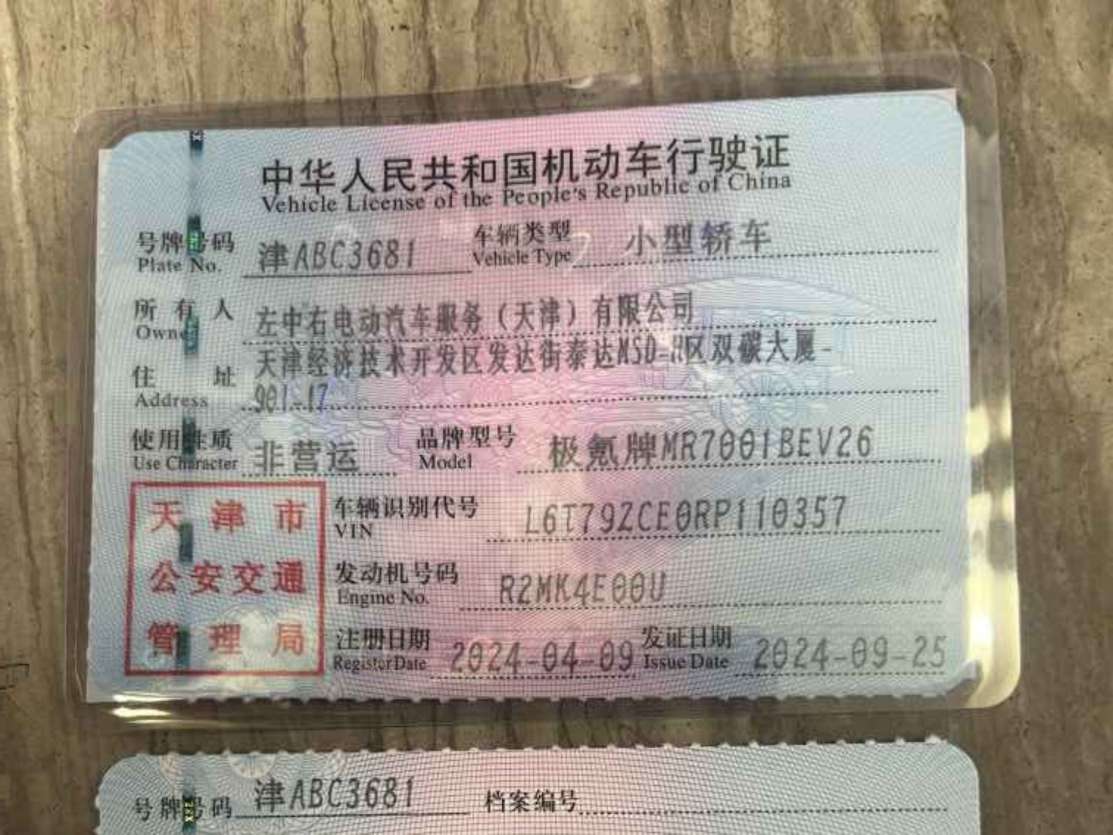 中华人民共和国机动车行驶证
Vehicle License of the People's Republic of China
号牌号码 津ABC3681 车辆类型 小型轿车
Plate No. Vehicle Type
所有人 左中右电动汽车服务（天津）有限公司
Owner
住址 天津经济技术开发区发达街泰达MSD-H区双碳大厦-
Address 901-17
使用性质 非营运 品牌型号 极氪牌MR7001BEV26
Use Character Model
天津市
公安交通
管理局
车辆识别代号 L6T79ZCE0RP110357
VIN
发动机号码 R2MK4E00U
Engine No.
注册日期 2024-04-09 发证日期 2024-09-25
Register Date Issue Date
号牌号码 津ABC3681 档案编号